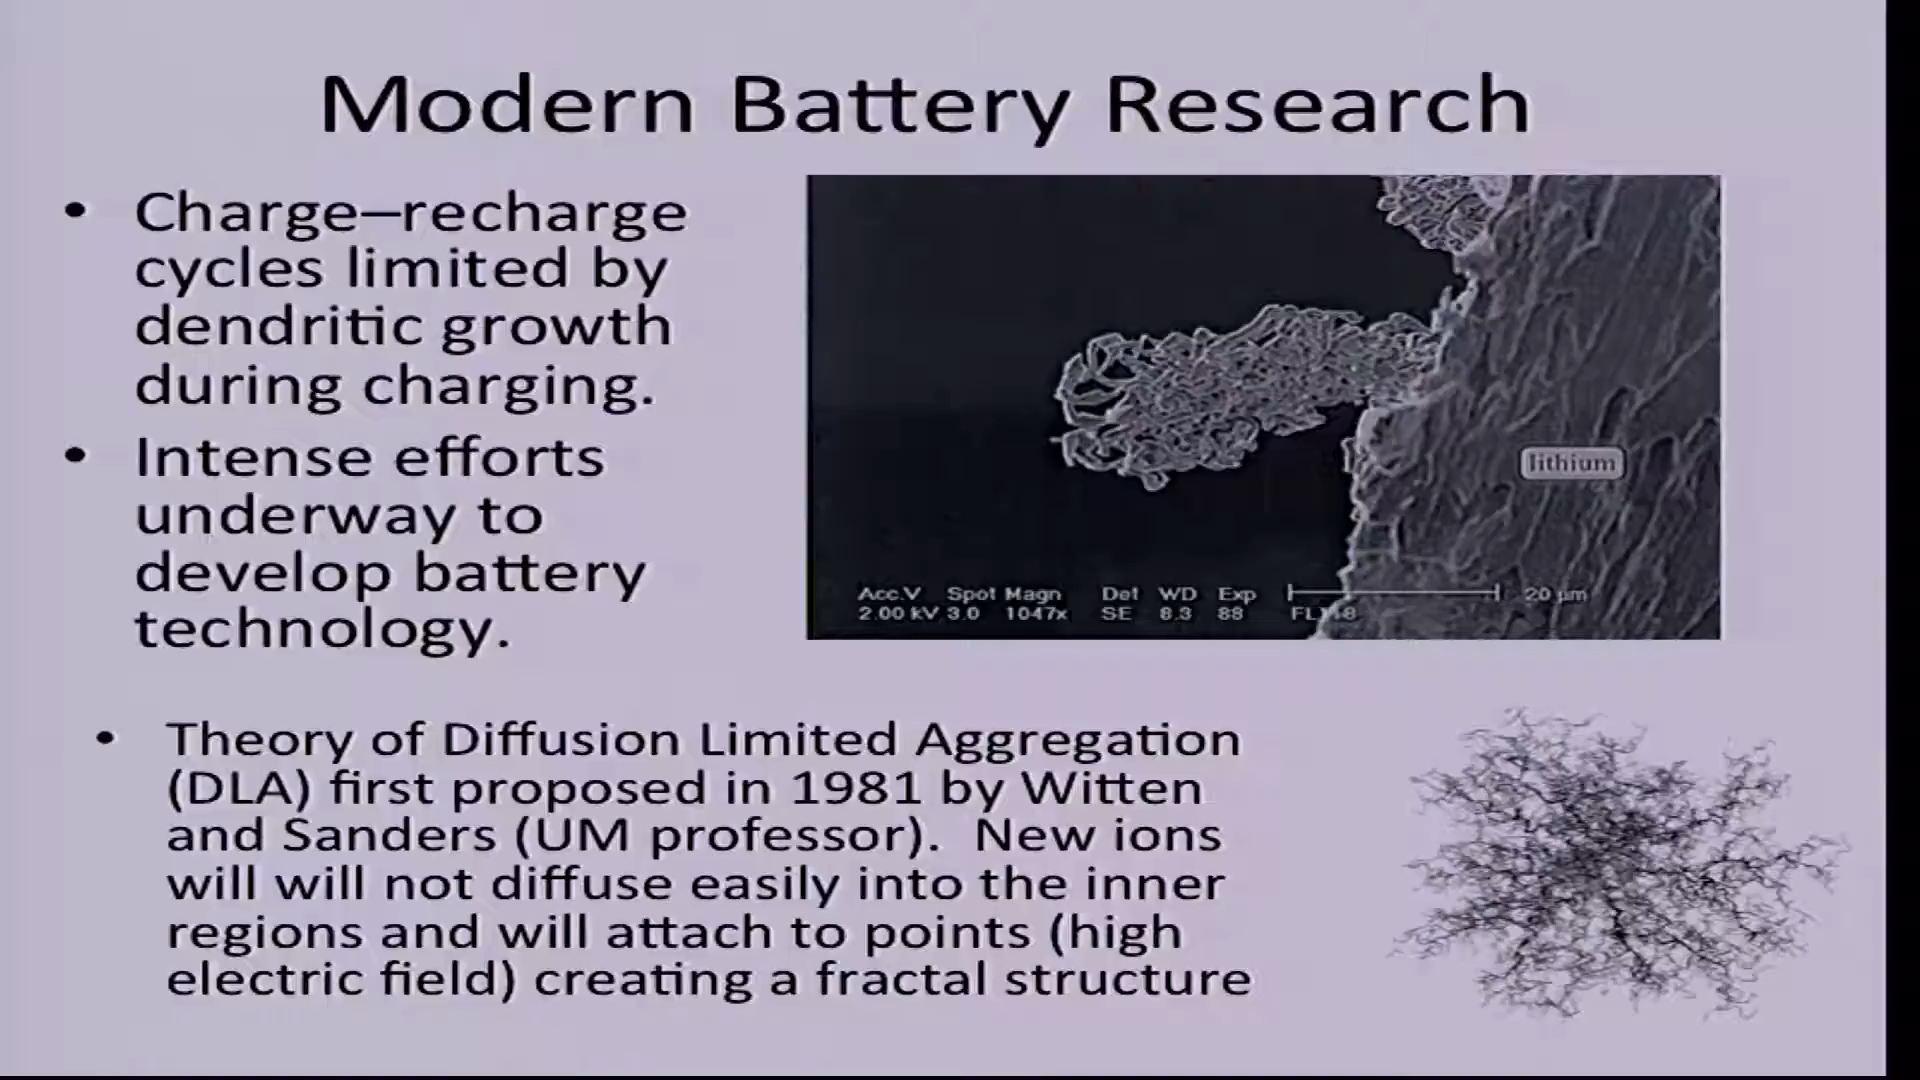 Modern Battery Research
• Charge–recharge
cycles limited by
dendritic growth
during charging.
• Intense efforts
underway to
develop battery
technology.
lithium
Acc.V Spot Magn Det WD Exp 20 µm
2.00 kV 3.0 1047x SE 8.3 88
• Theory of Diffusion Limited Aggregation
(DLA) first proposed in 1981 by Witten
and Sanders (UM professor). New ions
will will not diffuse easily into the inner
regions and will attach to points (high
electric field) creating a fractal structure